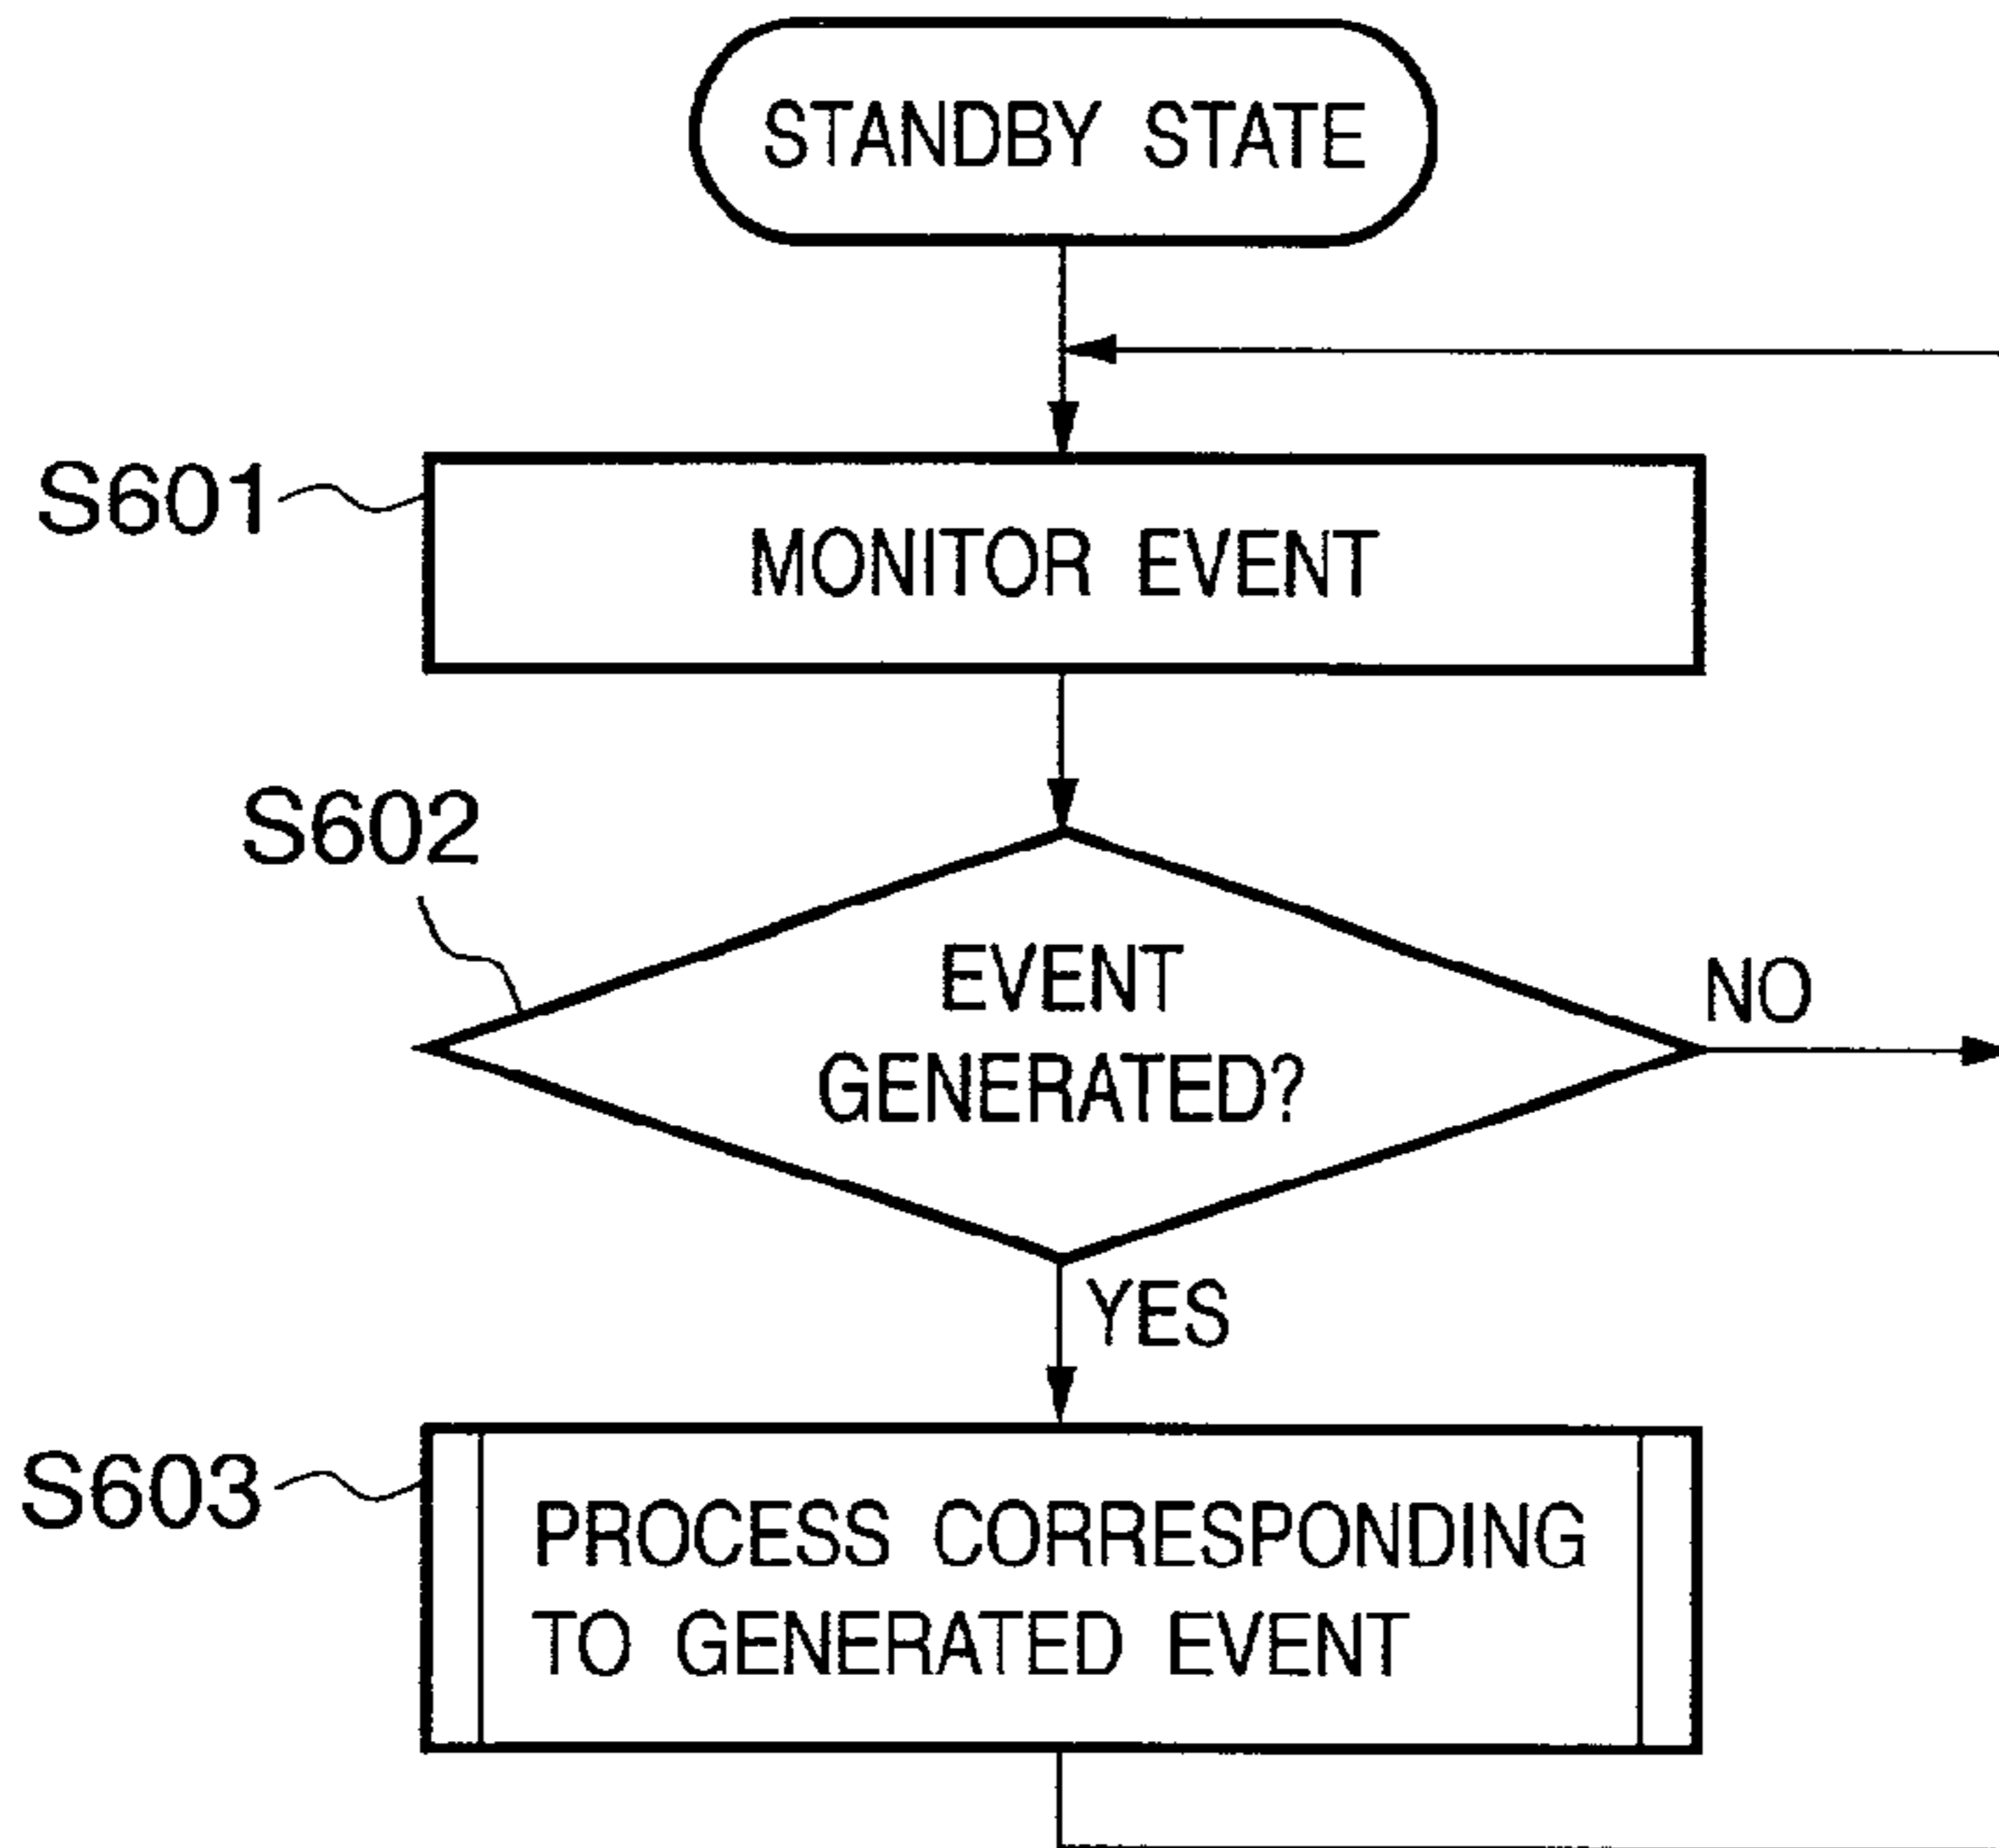 STANDBY STATE
S601
MONITOR EVENT
S602
EVENT
GENERATED?
NO
YES
S603
PROCESS CORRESPONDING
TO GENERATED EVENT